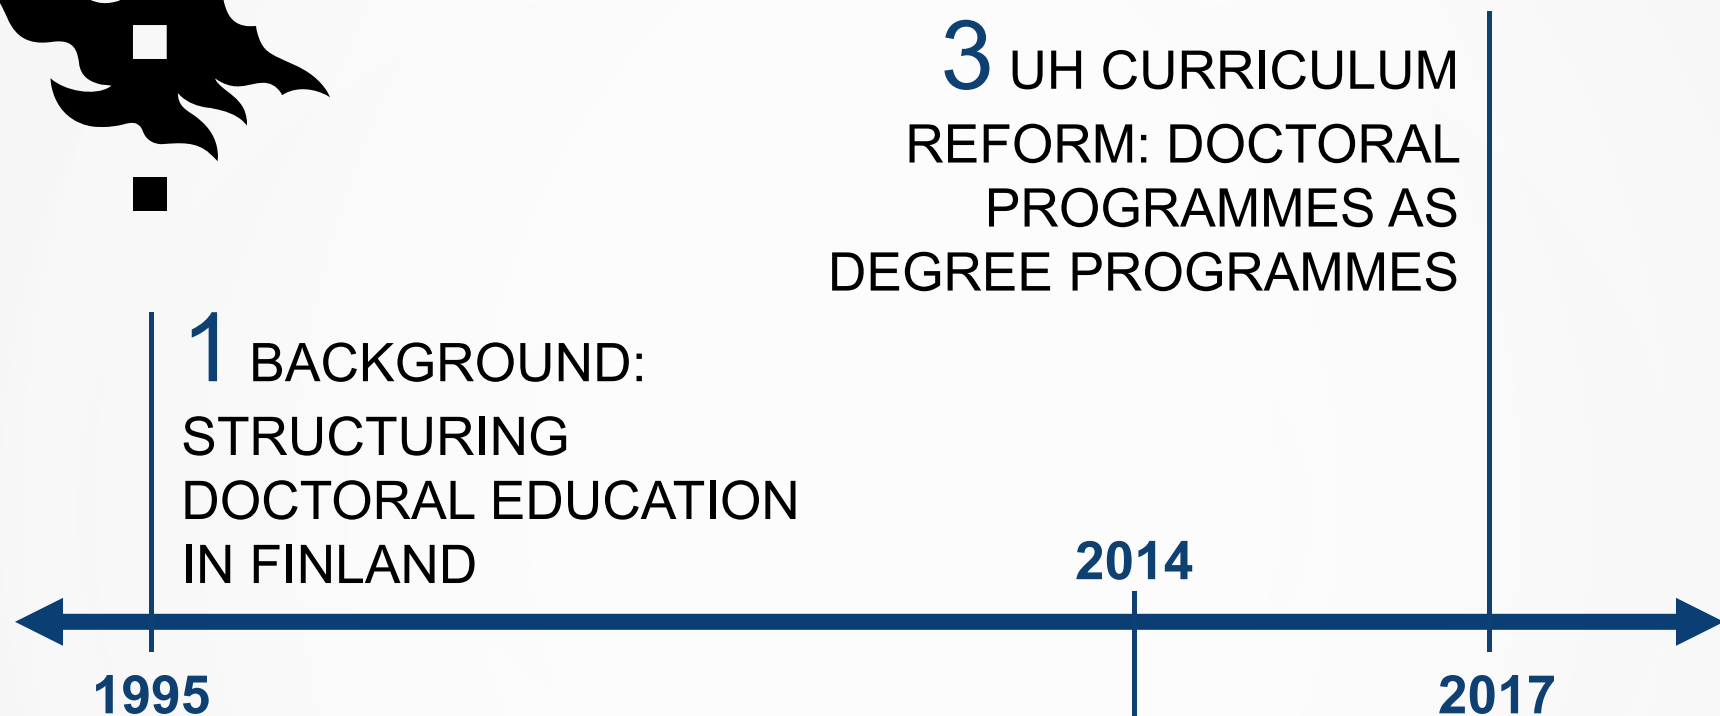 3 UH CURRICULUM
REFORM: DOCTORAL
PROGRAMMES AS
DEGREE PROGRAMMES
1 BACKGROUND:
STRUCTURING
DOCTORAL EDUCATION
IN FINLAND
2014
1995
2017